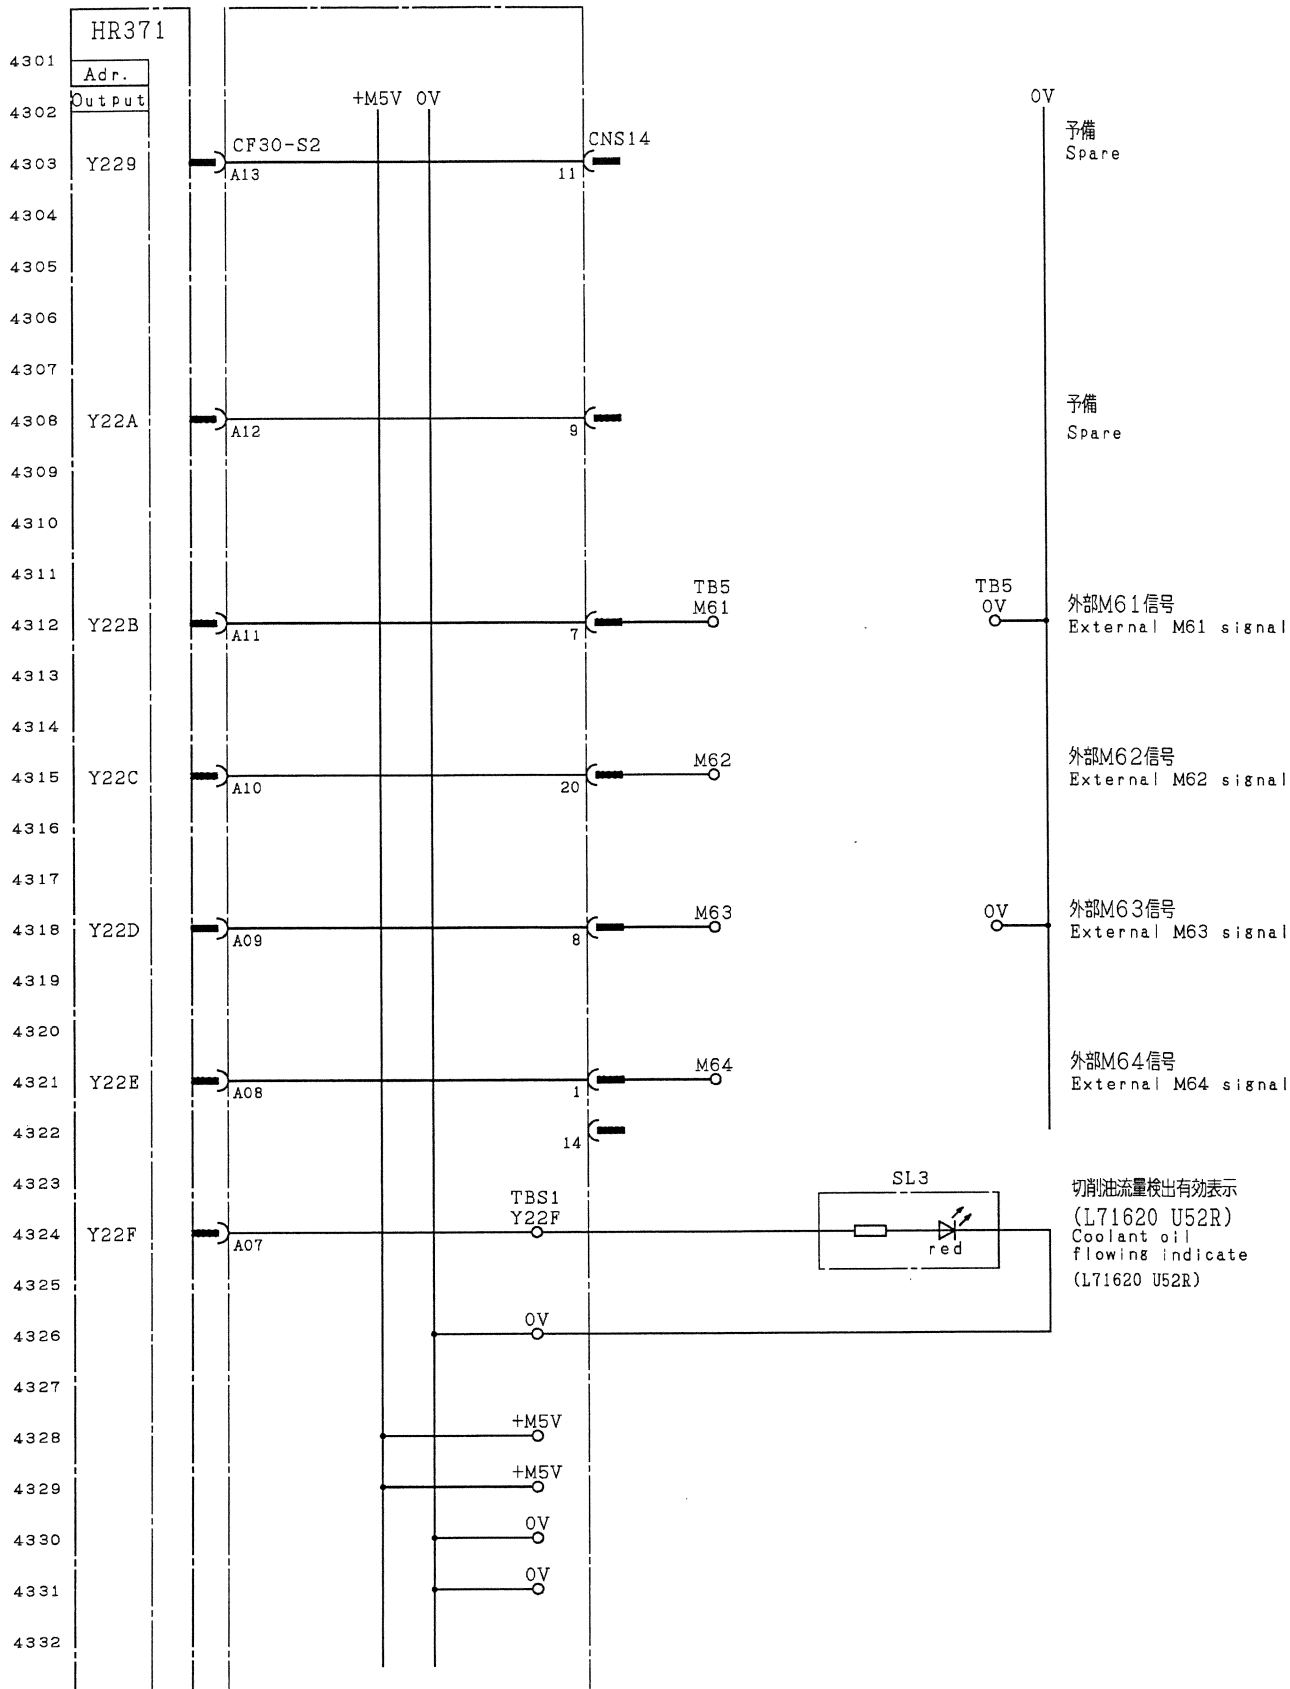 HR371
4301
Adr.
4302
Output
+M5V
0V
0V
予備
Spare
4303
Y229
CF30-S2
A13
CNS14
11
4304
4305
4306
4307
予備
Spare
4308
Y22A
A12
9
4309
4310
4311
TB5
M61
TB5
0V
外部M61信号
External M61 signal
4312
Y22B
A11
7
4313
4314
M62
外部M62信号
External M62 signal
4315
Y22C
A10
20
4316
4317
M63
0V
外部M63信号
External M63 signal
4318
Y22D
A09
8
4319
4320
M64
外部M64信号
External M64 signal
4321
Y22E
A08
1
4322
14
4323
TBS1
Y22F
SL3
red
切削油流量検出有効表示
(L71620 U52R)
Coolant oil
flowing indicate
(L71620 U52R)
4324
Y22F
A07
4325
4326
0V
4327
4328
+M5V
4329
+M5V
4330
0V
4331
0V
4332